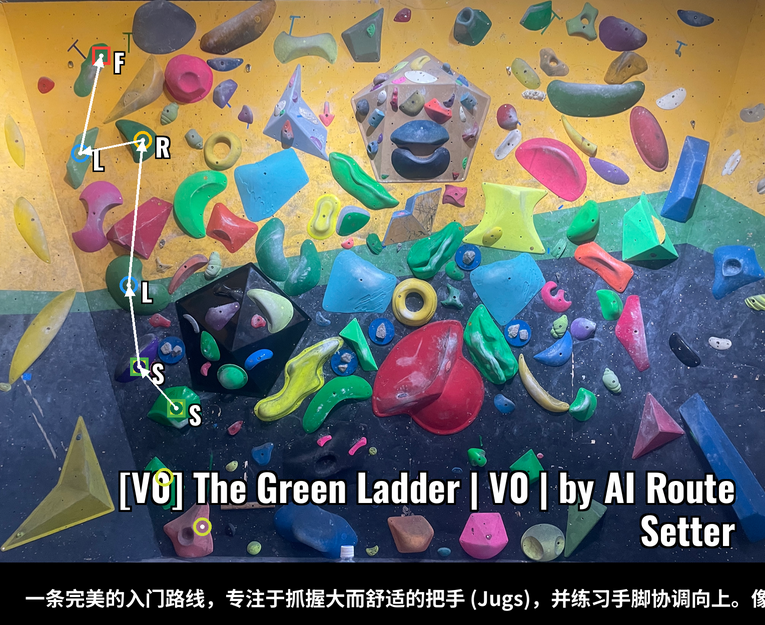 F
L
R
L
S
S
[V0] The Green Ladder | V0 | by AI Route
Setter
一条完美的入门路线，专注于抓握大而舒适的把手 (Jugs)，并练习手脚协调向上。像